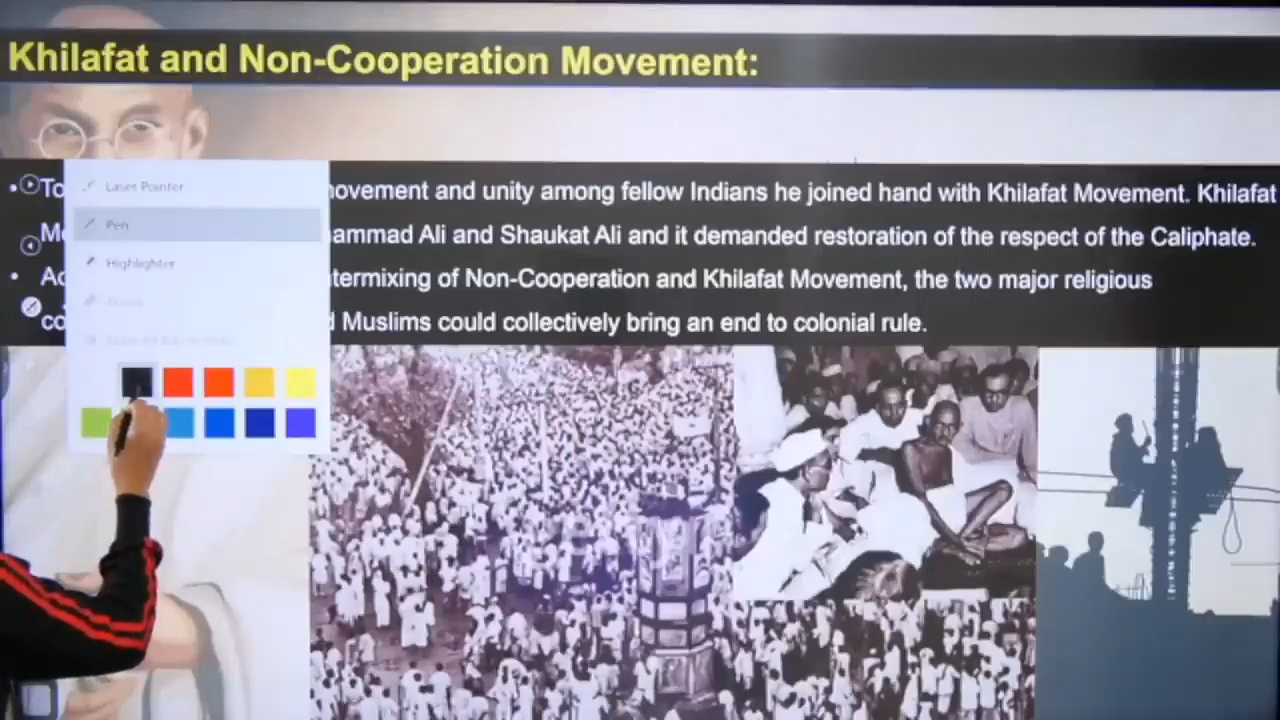 Khilafat and Non-Cooperation Movement:
• To
Laser Pointer
movement and unity among fellow Indians he joined hand with Khilafat Movement. Khilafat
Pen
ammad Ali and Shaukat Ali and it demanded restoration of the respect of the Caliphate.
Highlighter
• termixing of Non-Cooperation and Khilafat Movement, the two major religious
co
d Muslims could collectively bring an end to colonial rule.